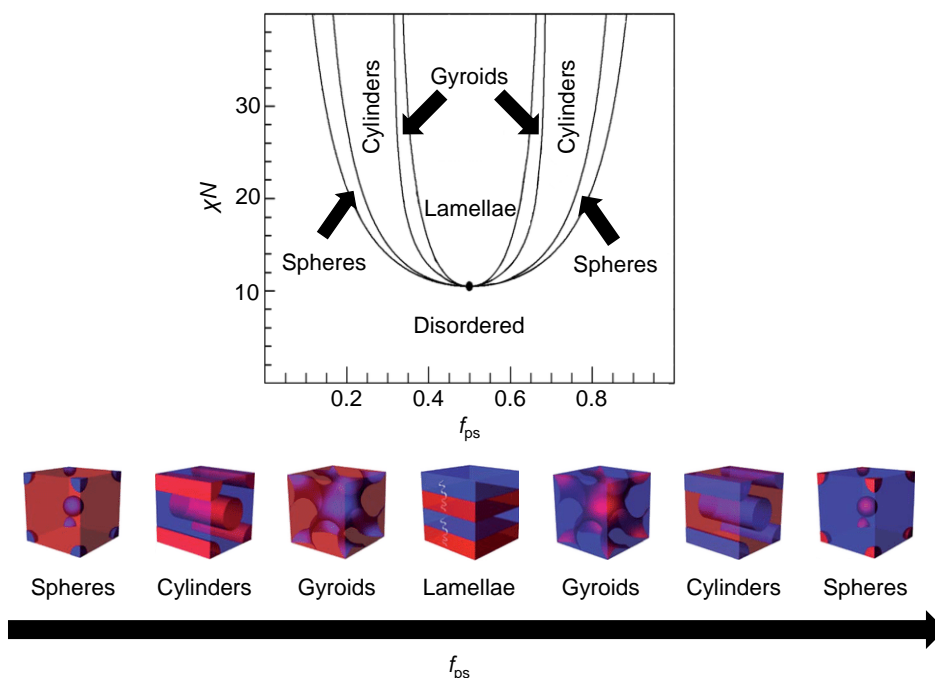 Gyroids
30
Cylinders
Cylinders
χN
20
Lamellae
Spheres
Spheres
10
Disordered
0.2 0.4 0.6 0.8
fps
Spheres Cylinders Gyroids Lamellae Gyroids Cylinders Spheres
fps